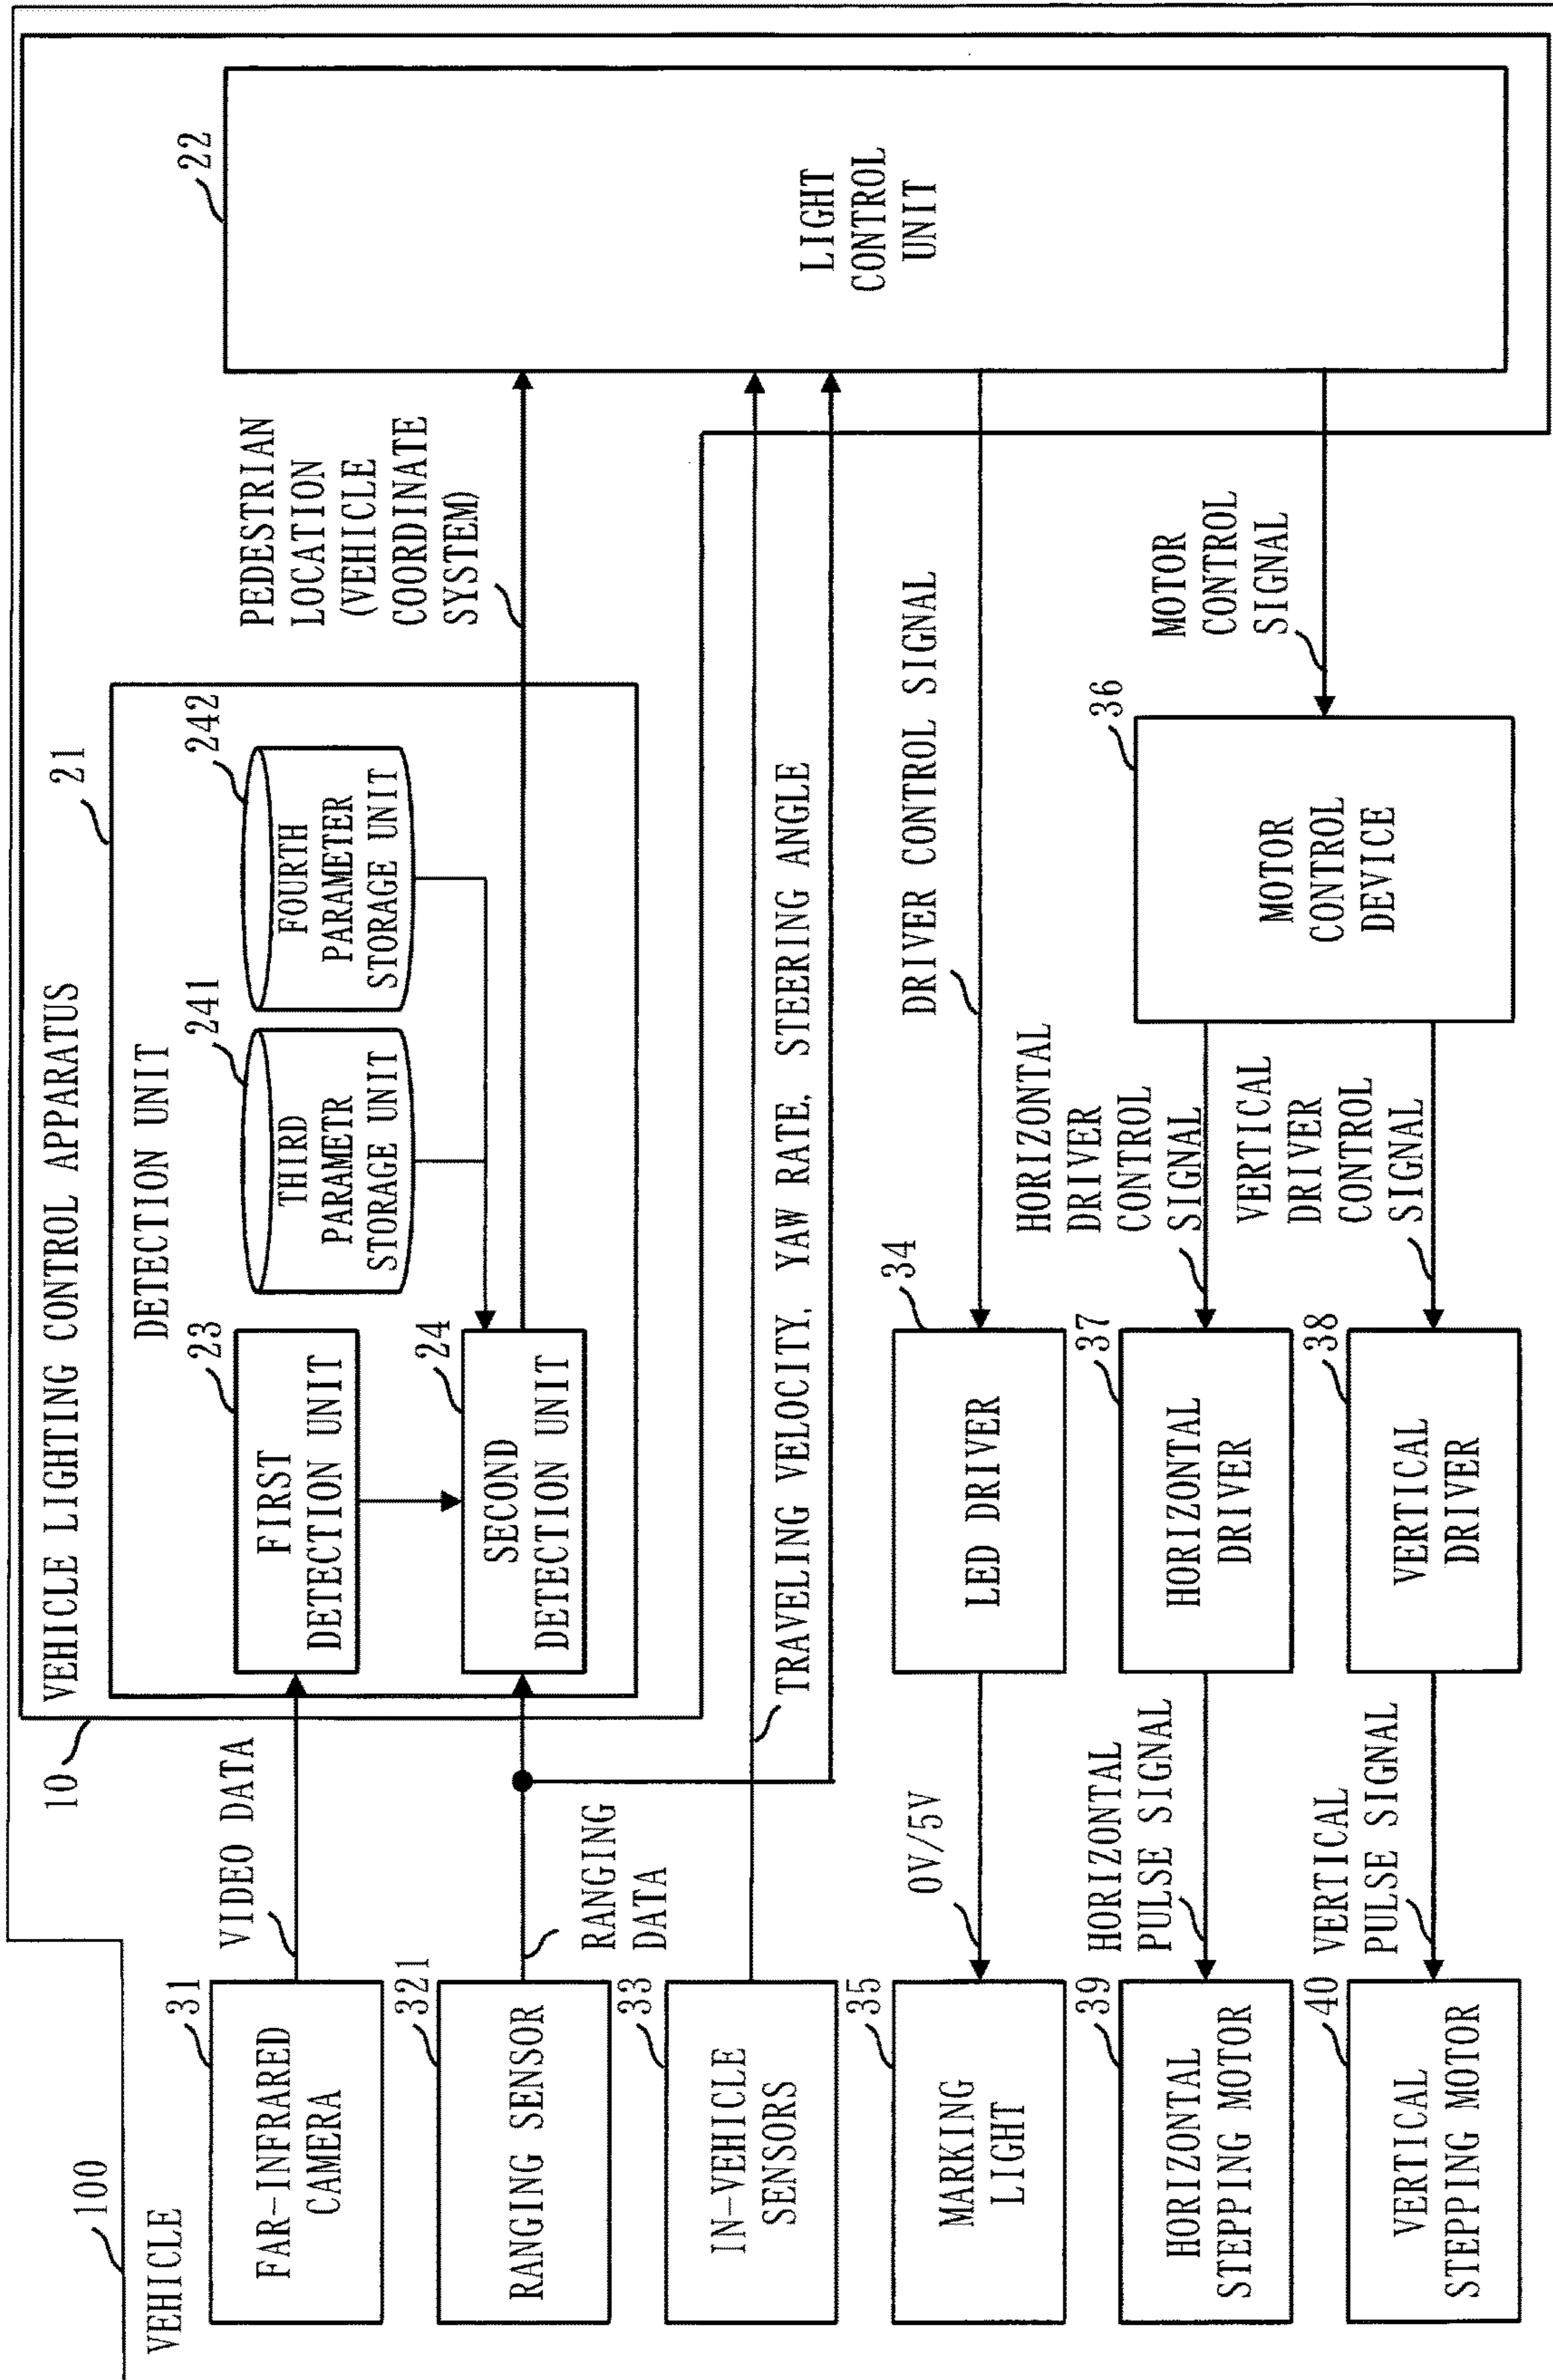 100
VEHICLE
10
VEHICLE LIGHTING CONTROL APPARATUS
21
DETECTION UNIT
31
FAR-INFRARED
CAMERA
VIDEO DATA
23
FIRST
DETECTION UNIT
241
THIRD
PARAMETR
STORAGE UNIT
242
FOURTH
PARAMETER
STORAGE UNIT
PEDESTRIAN
LOCATION
(VEHICLE
COORDINATE
SYSTEM)
22
LIGHT
CONTROL
UNIT
321
RANGING SENSOR
RANGING
DATA
24
SECOND
DETECTION UNIT
33
IN-VEHICLE
SENSORS
TRAVELING VELOCITY, YAW RATE, STEERING ANGLE
35
MARKING
LIGHT
0V/5V
34
LED DRIVER
DRIVER CONTROL SIGNAL
39
HORIZONTAL
STEPPING MOTOR
HORIZONTAL
PULSE SIGNAL
37
HORIZONTAL
DRIVER
HORIZONTAL
DRIVER
CONTROL
SIGNAL
36
MOTOR
CONTROL
DEVICE
MOTOR
CONTROL
SIGNAL
40
VERTICAL
STEPPING MOTOR
VERTICAL
PULSE SIGNAL
38
VERTICAL
DRIVER
VERTICAL
DRIVER
CONTROL
SIGNAL